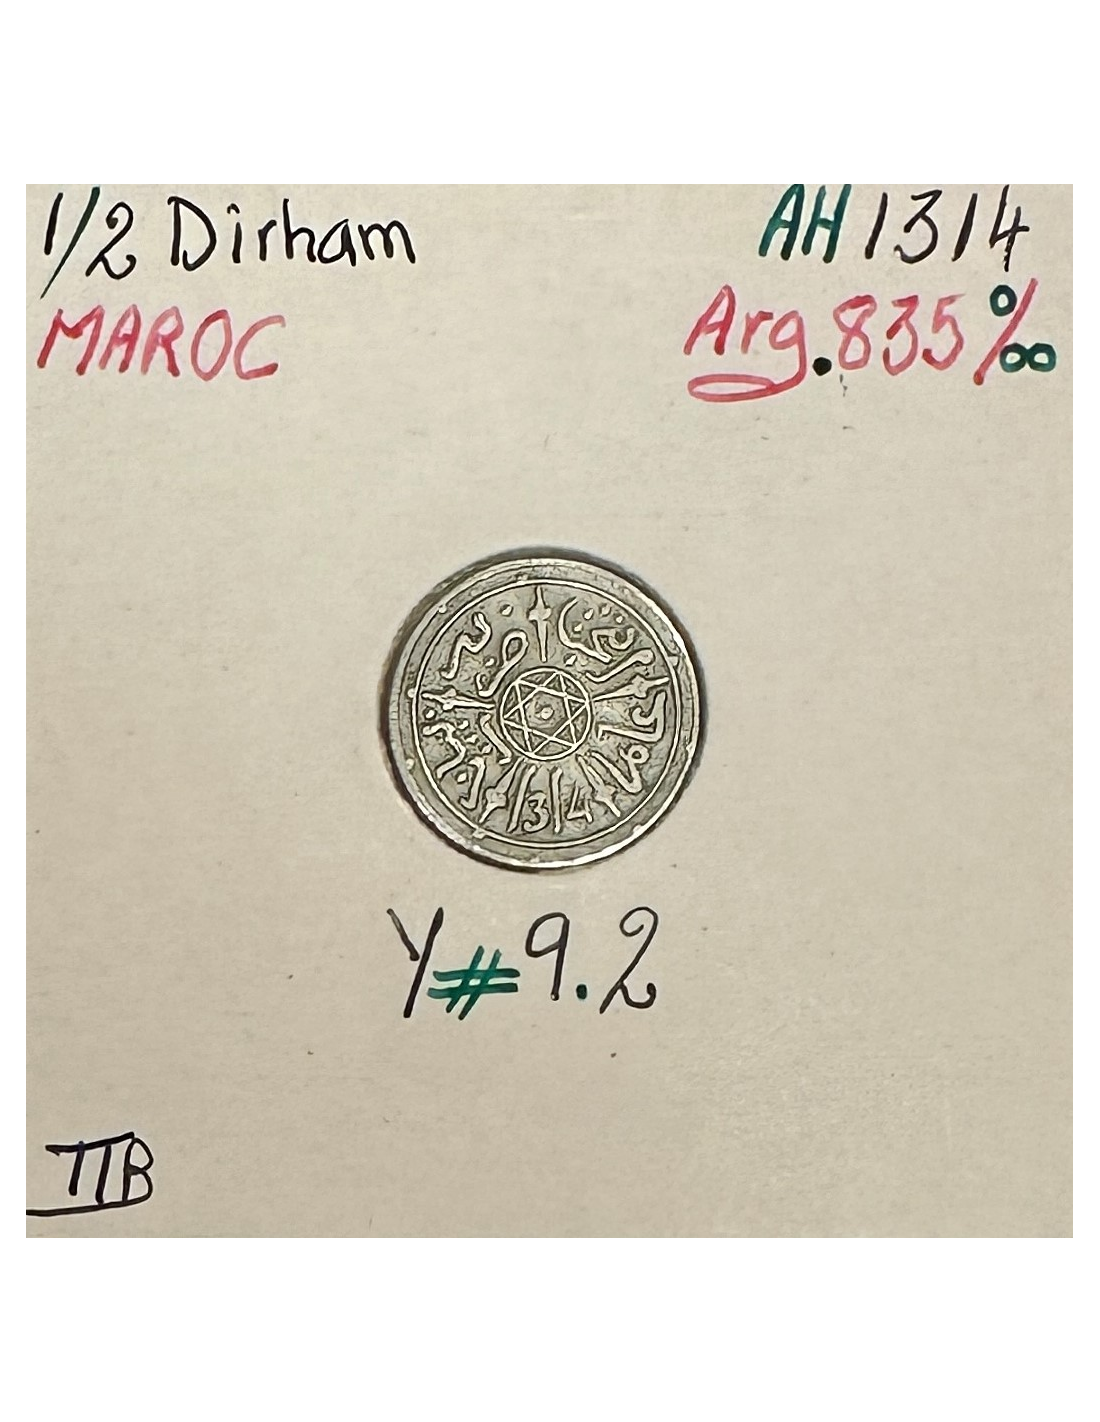 1/2 Dirham AH 1314
MAROC Arg.835‰
1314
Y#9.2
TTB